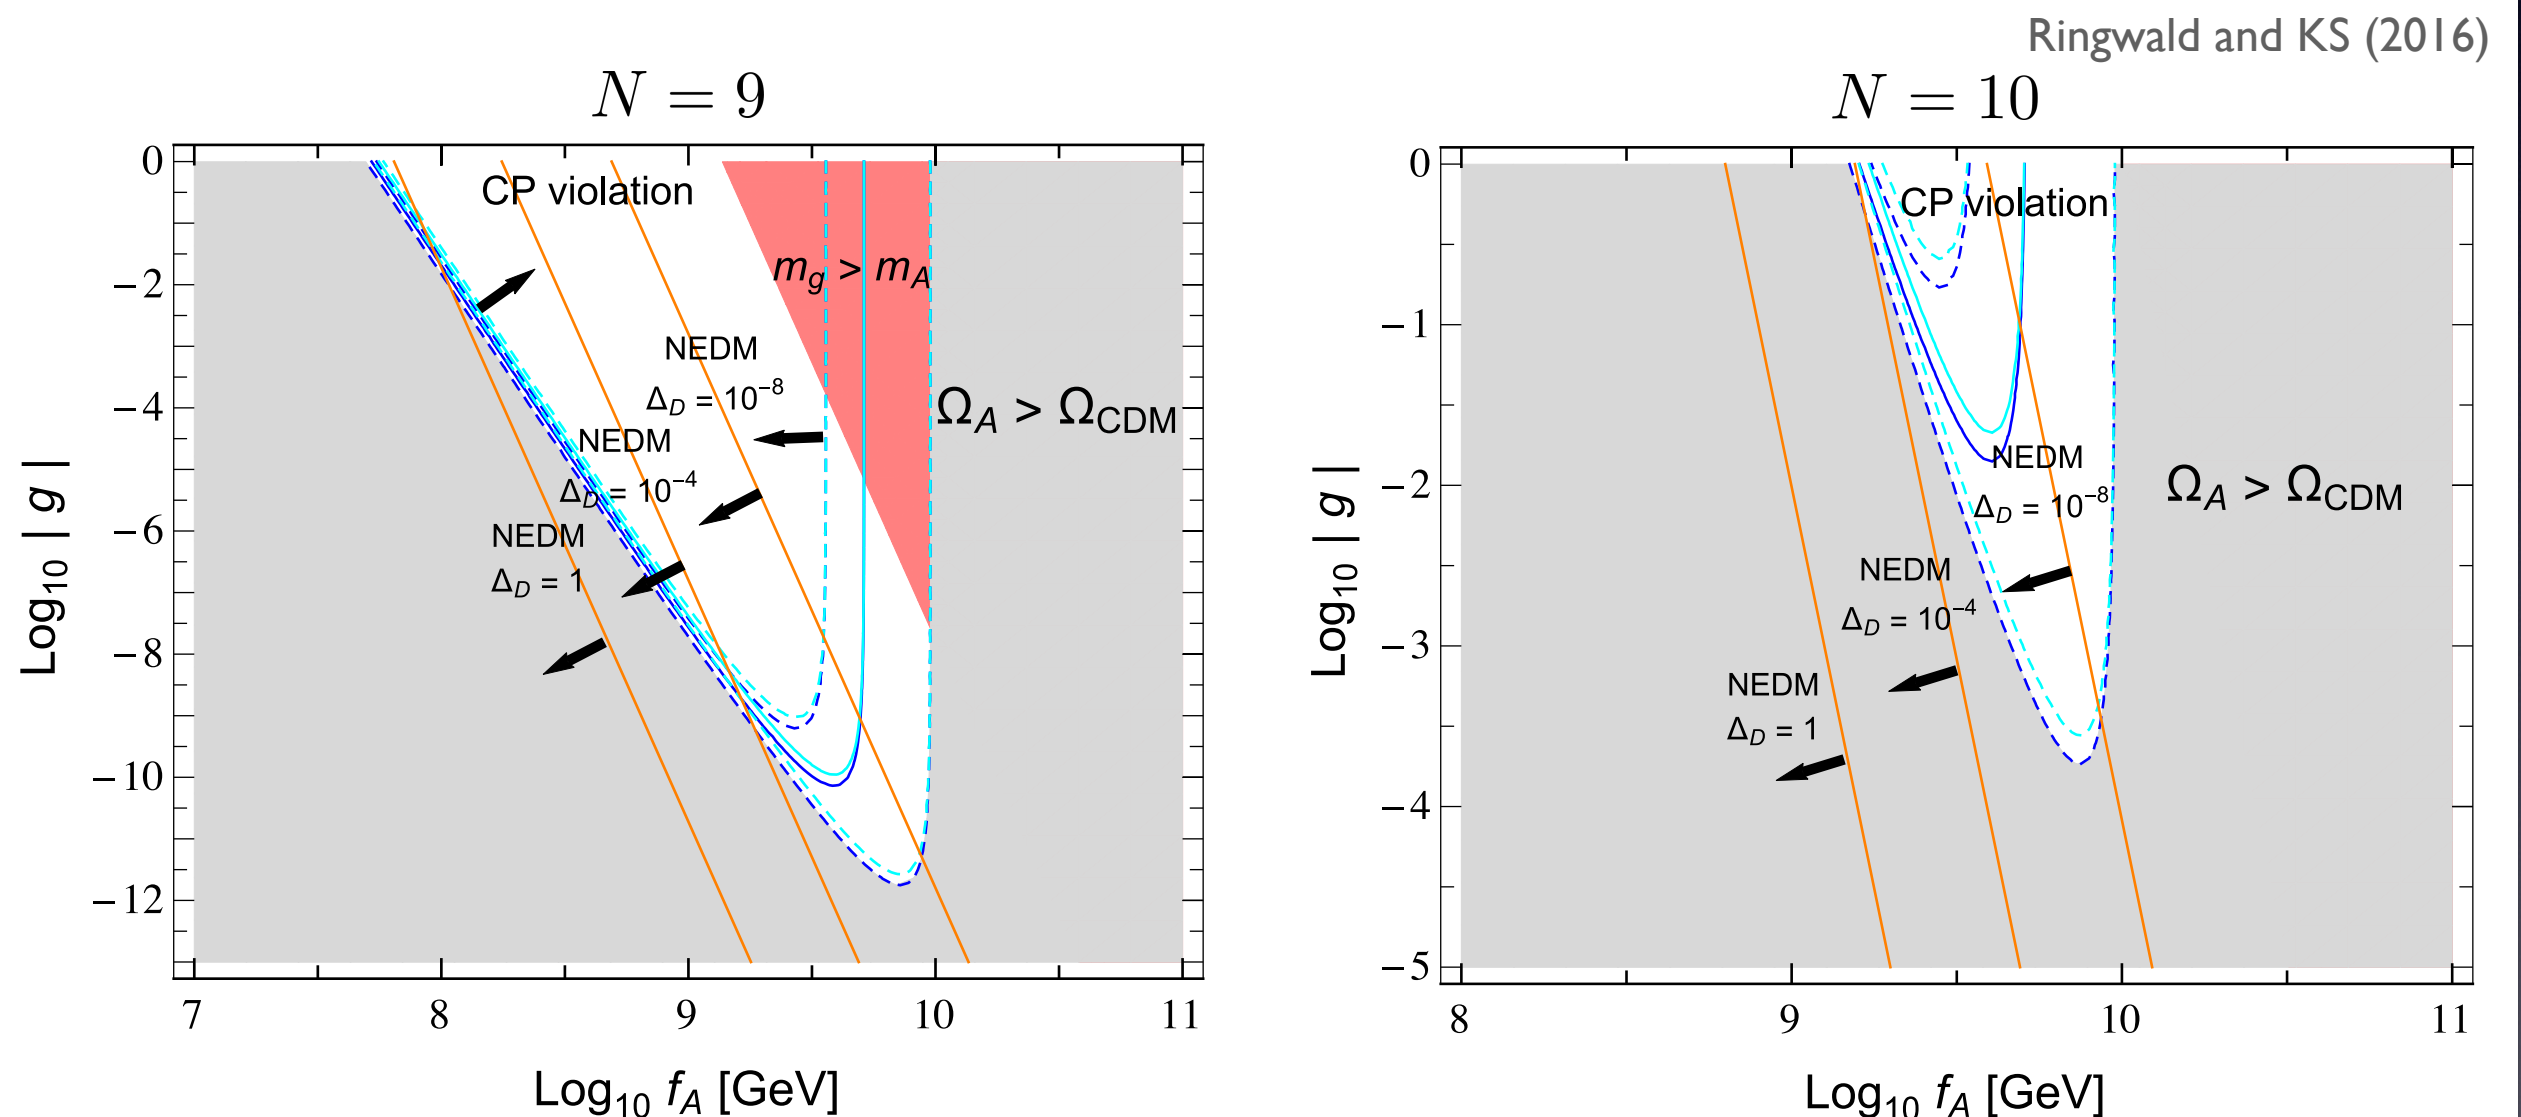 Ringwald and KS (2016)
N = 9
0
−2
−4
−6
−8
−10
−12
Log₁₀ | g |
CP violation
m_g > m_A
NEDM
Δ_D = 10⁻⁸
NEDM
Δ_D = 10⁻⁴
NEDM
Δ_D = 1
Ω_A > Ω_CDM
7 8 9 10 11
Log₁₀ f_A [GeV]
N = 10
0
−1
−2
−3
−4
−5
Log₁₀ | g |
CP violation
NEDM
Δ_D = 10⁻⁸
NEDM
Δ_D = 10⁻⁴
NEDM
Δ_D = 1
Ω_A > Ω_CDM
8 9 10 11
Log₁₀ f_A [GeV]